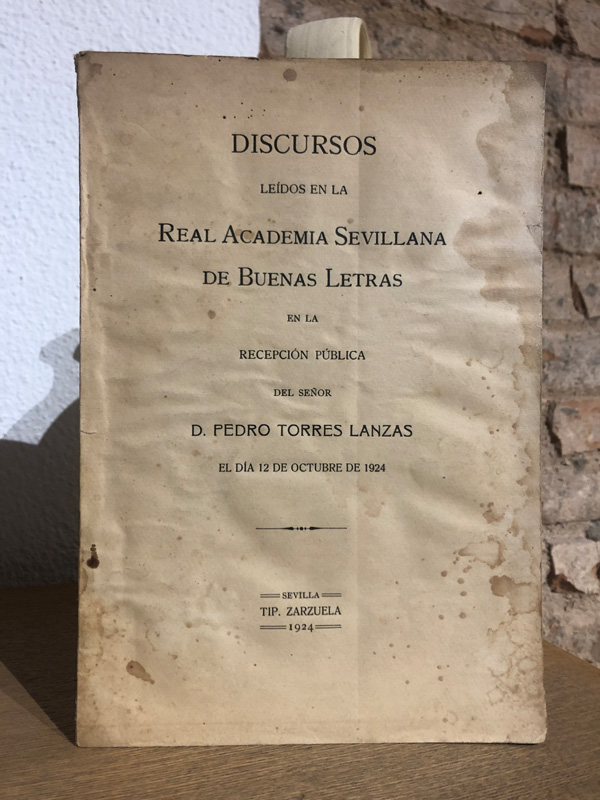 DISCURSOS
LEÍDOS EN LA
REAL ACADEMIA SEVILLANA
DE BUENAS LETRAS
EN LA
RECEPCIÓN PÚBLICA
DEL SEÑOR
D. PEDRO TORRES LANZAS
EL DÍA 12 DE OCTUBRE DE 1924
SEVILLA
TIP. ZARZUELA
1924